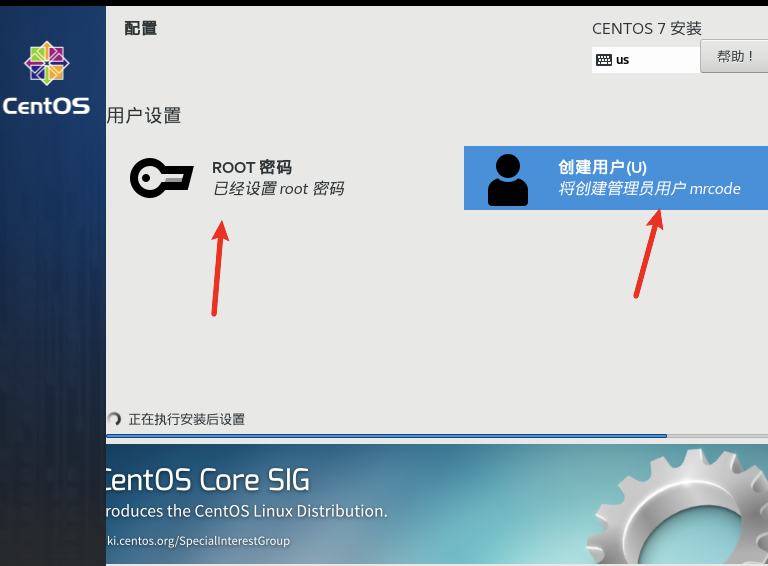 配置
CENTOS 7 安装
us
帮助！
CentOS
用户设置
ROOT 密码
已经设置 root 密码
创建用户(U)
将创建管理员用户 mrcode
正在执行安装后设置
CentOS Core SIG
roduces the CentOS Linux Distribution.
ki.centos.org/SpecialInterestGroup